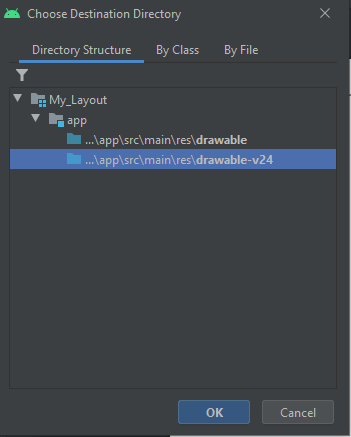 Choose Destination Directory
Directory Structure By Class By File
My_Layout
app
...\app\src\main\res\drawable
...\app\src\main\res\drawable-v24
OK Cancel